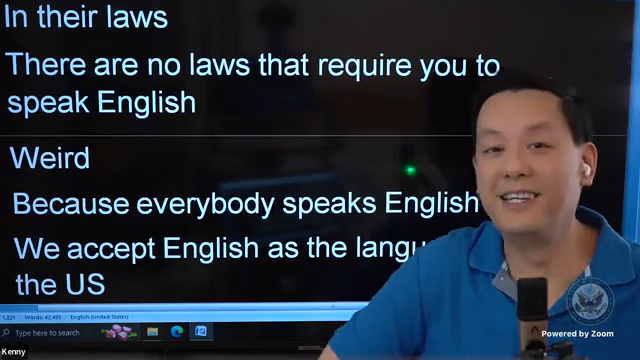 In their laws
There are no laws that require you to
speak English
Weird
Because everybody speaks English
We accept English as the
the US
1,221 Words: 42,495 English (United States)
Type here to search
Powered by Zoom
Kenny